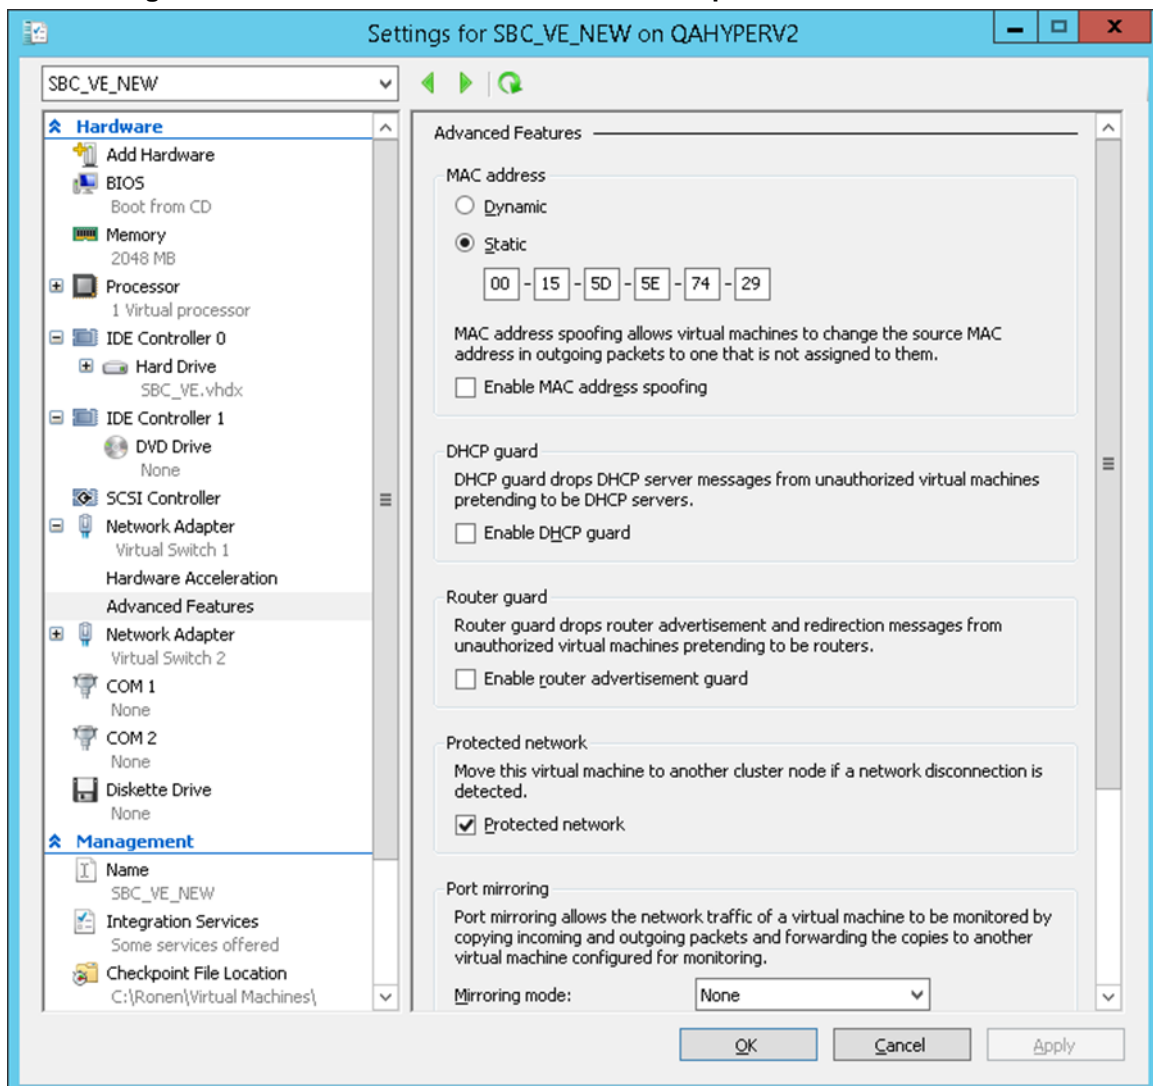 Settings for SBC_VE_NEW on QAHYPERV2
SBC_VE_NEW
Hardware
Add Hardware
BIOS
Boot from CD
Memory
2048 MB
Processor
1 Virtual processor
IDE Controller 0
Hard Drive
SBC_VE.vhdx
IDE Controller 1
DVD Drive
None
SCSI Controller
Network Adapter
Virtual Switch 1
Hardware Acceleration
Advanced Features
Network Adapter
Virtual Switch 2
COM 1
None
COM 2
None
Diskette Drive
None
Management
Name
SBC_VE_NEW
Integration Services
Some services offered
Checkpoint File Location
C:\Ronen\Virtual Machines\
Advanced Features
MAC address
Dynamic
Static
00 - 15 - 5D - 5E - 74 - 29
MAC address spoofing allows virtual machines to change the source MAC
address in outgoing packets to one that is not assigned to them.
Enable MAC address spoofing
DHCP guard
DHCP guard drops DHCP server messages from unauthorized virtual machines
pretending to be DHCP servers.
Enable DHCP guard
Router guard
Router guard drops router advertisement and redirection messages from
unauthorized virtual machines pretending to be routers.
Enable router advertisement guard
Protected network
Move this virtual machine to another cluster node if a network disconnection is
detected.
Protected network
Port mirroring
Port mirroring allows the network traffic of a virtual machine to be monitored by
copying incoming and outgoing packets and forwarding the copies to another
virtual machine configured for monitoring.
Mirroring mode: None
OK Cancel Apply